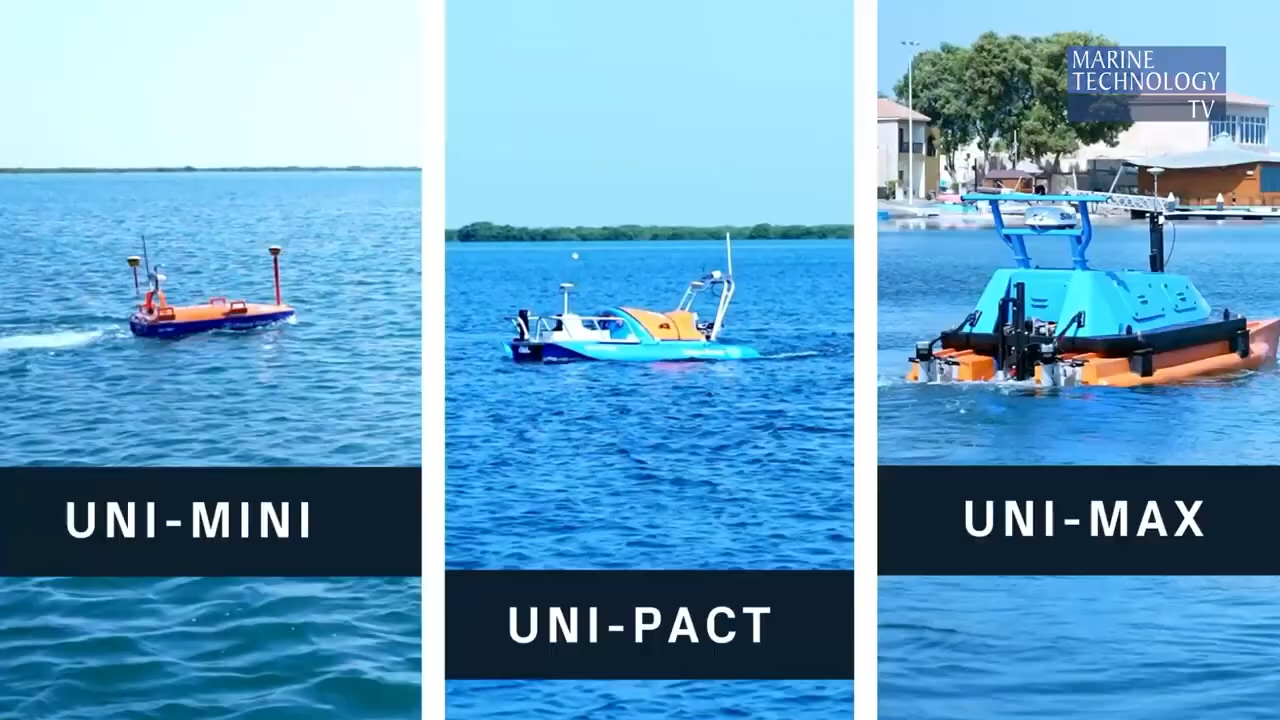 MARINE
TECHNOLOGY
TV
UNI-MINI
UNI-PACT
UNI-MAX